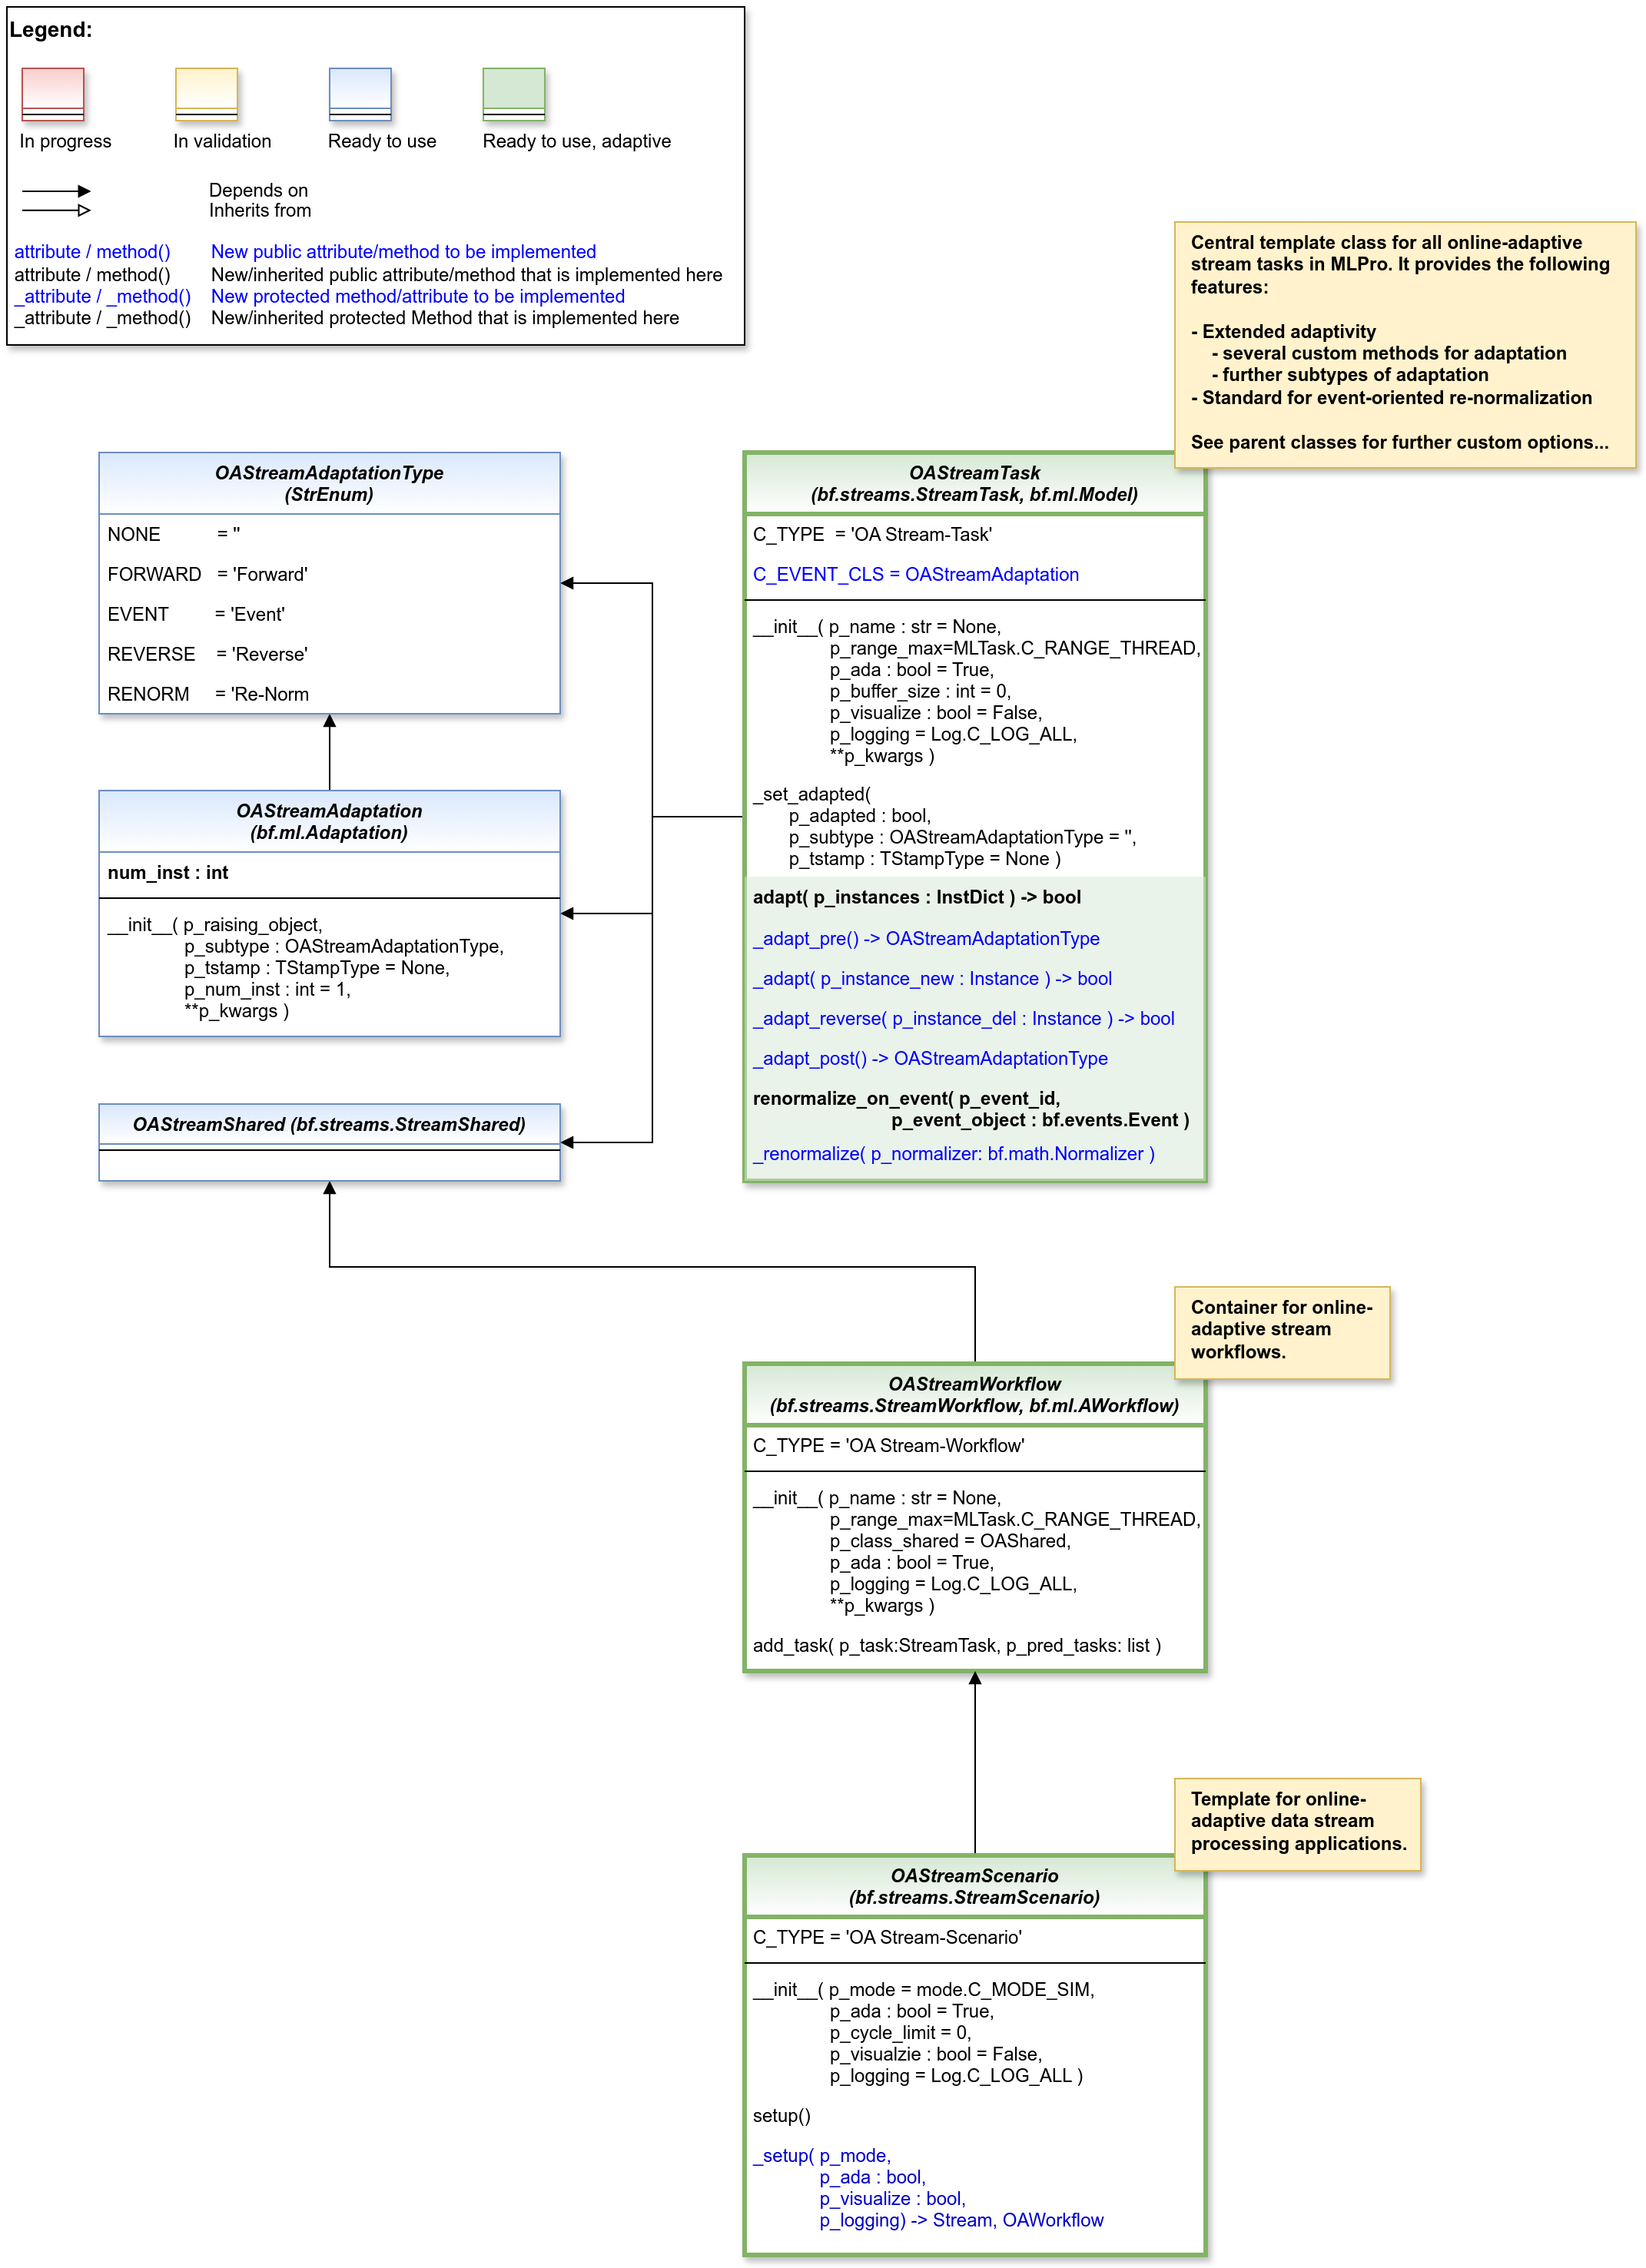 Legend:
In progress
In validation
Ready to use
Ready to use, adaptive
Depends on
Inherits from
attribute / method() New public attribute/method to be implemented
attribute / method() New/inherited public attribute/method that is implemented here
_attribute / _method() New protected method/attribute to be implemented
_attribute / _method() New/inherited protected Method that is implemented here
Central template class for all online-adaptive
stream tasks in MLPro. It provides the following
features:
- Extended adaptivity
- several custom methods for adaptation
- further subtypes of adaptation
- Standard for event-oriented re-normalization
See parent classes for further custom options...
OAStreamAdaptationType
(StrEnum)
NONE = ''
FORWARD = 'Forward'
EVENT = 'Event'
REVERSE = 'Reverse'
RENORM = 'Re-Norm
OAStreamTask
(bf.streams.StreamTask, bf.ml.Model)
C_TYPE = 'OA Stream-Task'
C_EVENT_CLS = OAStreamAdaptation
__init__( p_name : str = None,
p_range_max=MLTask.C_RANGE_THREAD,
p_ada : bool = True,
p_buffer_size : int = 0,
p_visualize : bool = False,
p_logging = Log.C_LOG_ALL,
**p_kwargs )
_set_adapted(
p_adapted : bool,
p_subtype : OAStreamAdaptationType = '',
p_tstamp : TStampType = None )
adapt( p_instances : InstDict ) -> bool
_adapt_pre() -> OAStreamAdaptationType
_adapt( p_instance_new : Instance ) -> bool
_adapt_reverse( p_instance_del : Instance ) -> bool
_adapt_post() -> OAStreamAdaptationType
renormalize_on_event( p_event_id,
p_event_object : bf.events.Event )
_renormalize( p_normalizer: bf.math.Normalizer )
OAStreamAdaptation
(bf.ml.Adaptation)
num_inst : int
__init__( p_raising_object,
p_subtype : OAStreamAdaptationType,
p_tstamp : TStampType = None,
p_num_inst : int = 1,
**p_kwargs )
OAStreamShared (bf.streams.StreamShared)
Container for online-
adaptive stream
workflows.
OAStreamWorkflow
(bf.streams.StreamWorkflow, bf.ml.AWorkflow)
C_TYPE = 'OA Stream-Workflow'
__init__( p_name : str = None,
p_range_max=MLTask.C_RANGE_THREAD,
p_class_shared = OAShared,
p_ada : bool = True,
p_logging = Log.C_LOG_ALL,
**p_kwargs )
add_task( p_task:StreamTask, p_pred_tasks: list )
Template for online-
adaptive data stream
processing applications.
OAStreamScenario
(bf.streams.StreamScenario)
C_TYPE = 'OA Stream-Scenario'
__init__( p_mode = mode.C_MODE_SIM,
p_ada : bool = True,
p_cycle_limit = 0,
p_visualzie : bool = False,
p_logging = Log.C_LOG_ALL )
setup()
_setup( p_mode,
p_ada : bool,
p_visualize : bool,
p_logging) -> Stream, OAWorkflow